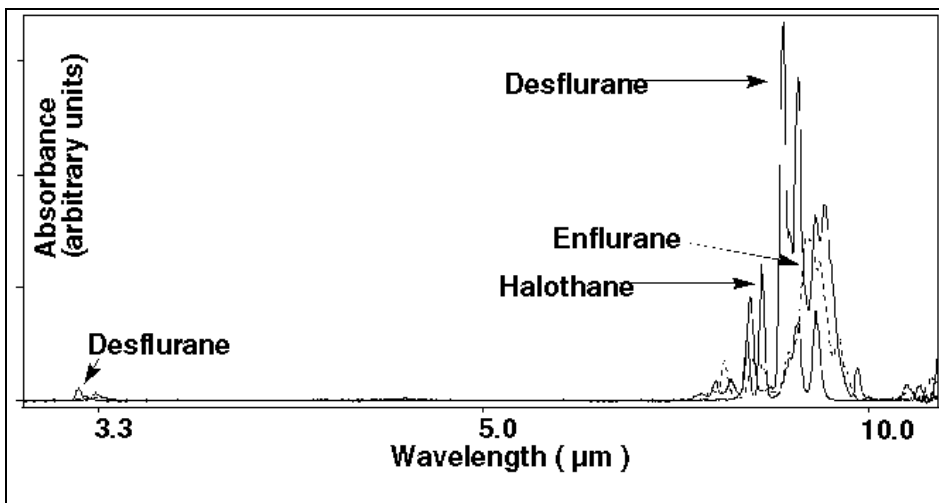 Absorbance
(arbitrary units)
Desflurane
Enflurane
Halothane
Desflurane
3.3
5.0
10.0
Wavelength ( µm )